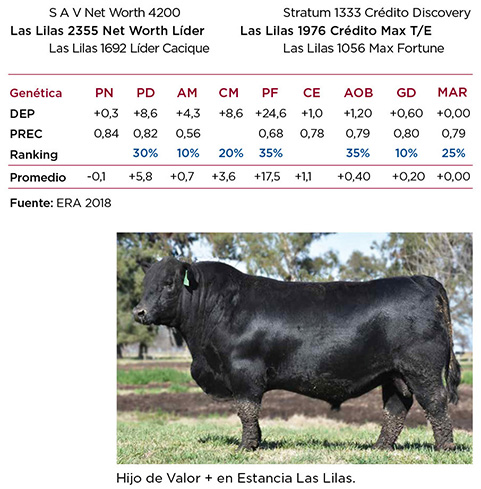 S A V Net Worth 4200
Las Lilas 2355 Net Worth Líder
Las Lilas 1692 Líder Cacique
Stratum 1333 Crédito Discovery
Las Lilas 1976 Crédito Max T/E
Las Lilas 1056 Max Fortune
Genética PN PD AM CM PF CE AOB GD MAR
DEP +0,3 +8,6 +4,3 +8,6 +24,6 +1,0 +1,20 +0,60 +0,00
PREC 0,84 0,82 0,56 0,68 0,78 0,79 0,80 0,79
Ranking 30% 10% 20% 35% 35% 10% 25%
Promedio -0,1 +5,8 +0,7 +3,6 +17,5 +1,1 +0,40 +0,20 +0,00
Fuente: ERA 2018
Hijo de Valor + en Estancia Las Lilas.